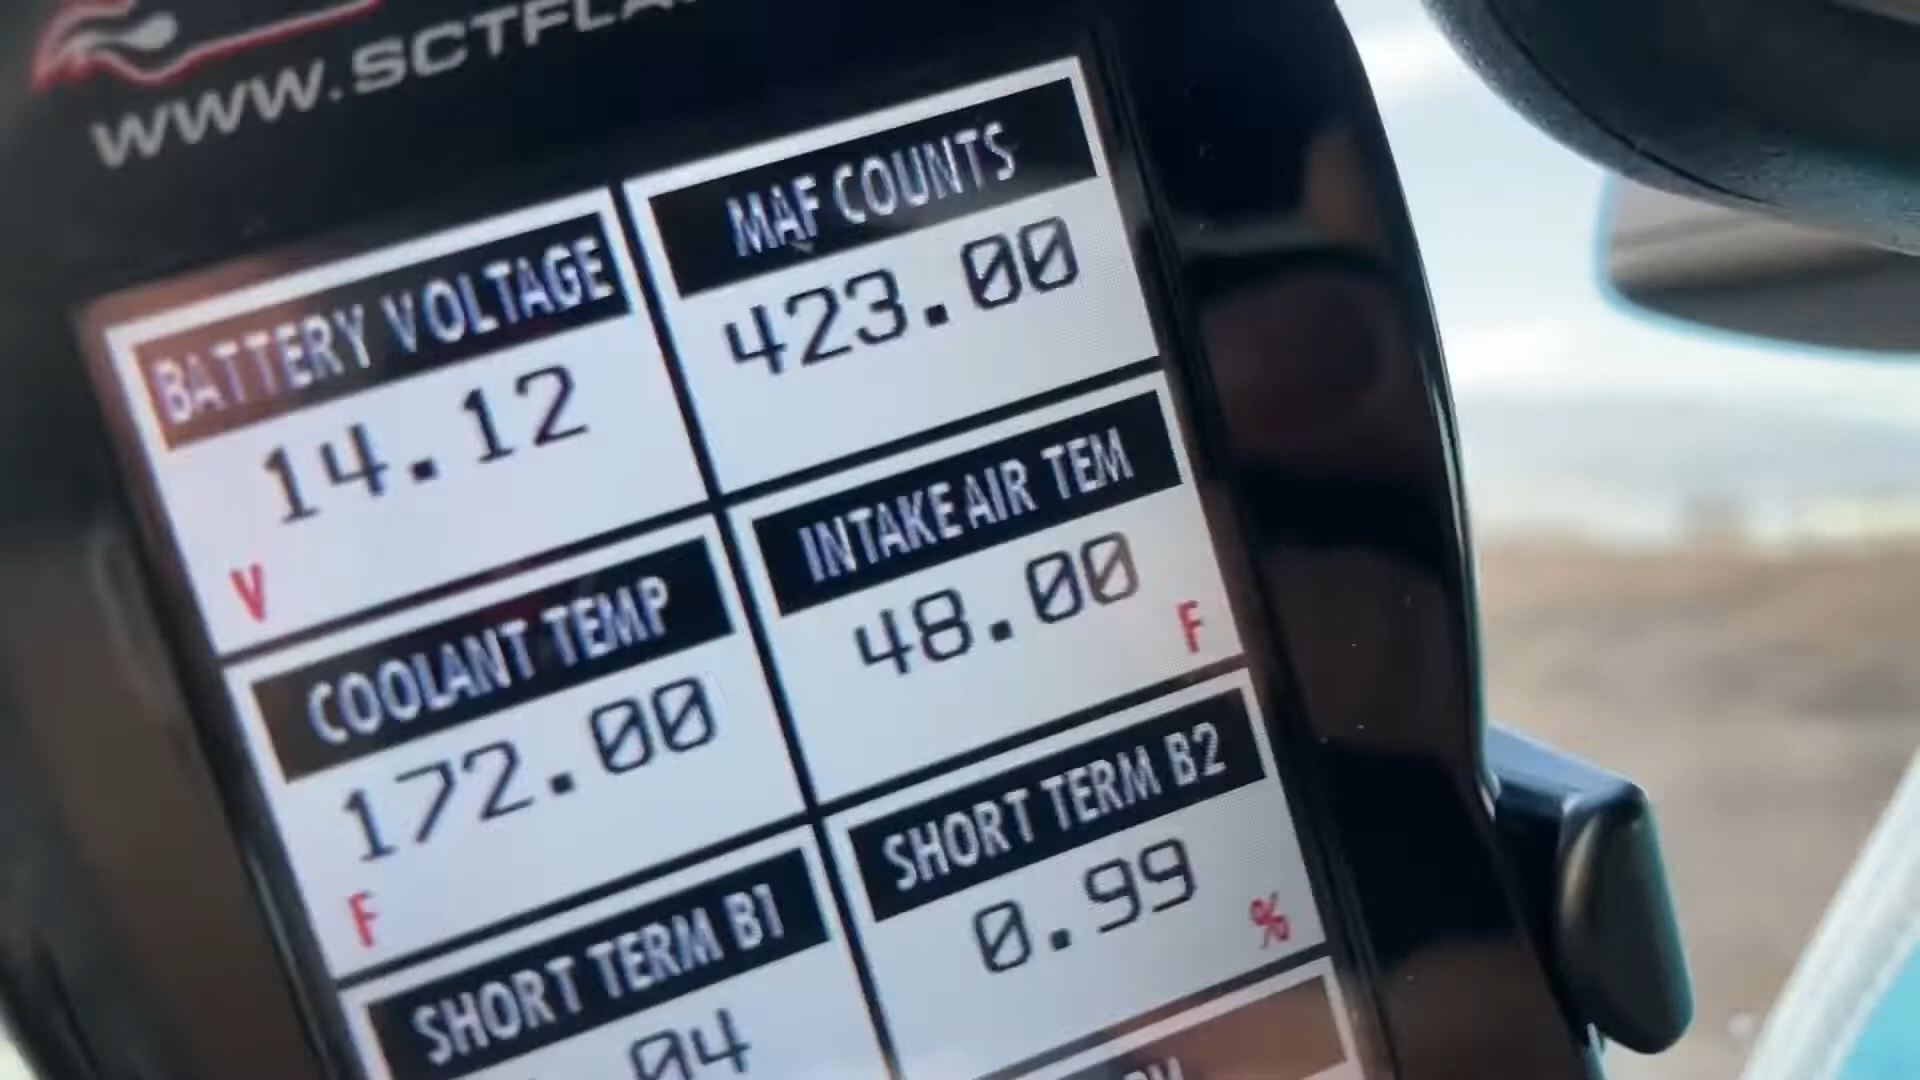 WWW.SCTFLA
BATTERY VOLTAGE
14.12
V
MAF COUNTS
423.00
COOLANT TEMP
172.00
F
INTAKE AIR TEM
48.00
F
SHORT TERM B1
.04
SHORT TERM B2
0.99
%